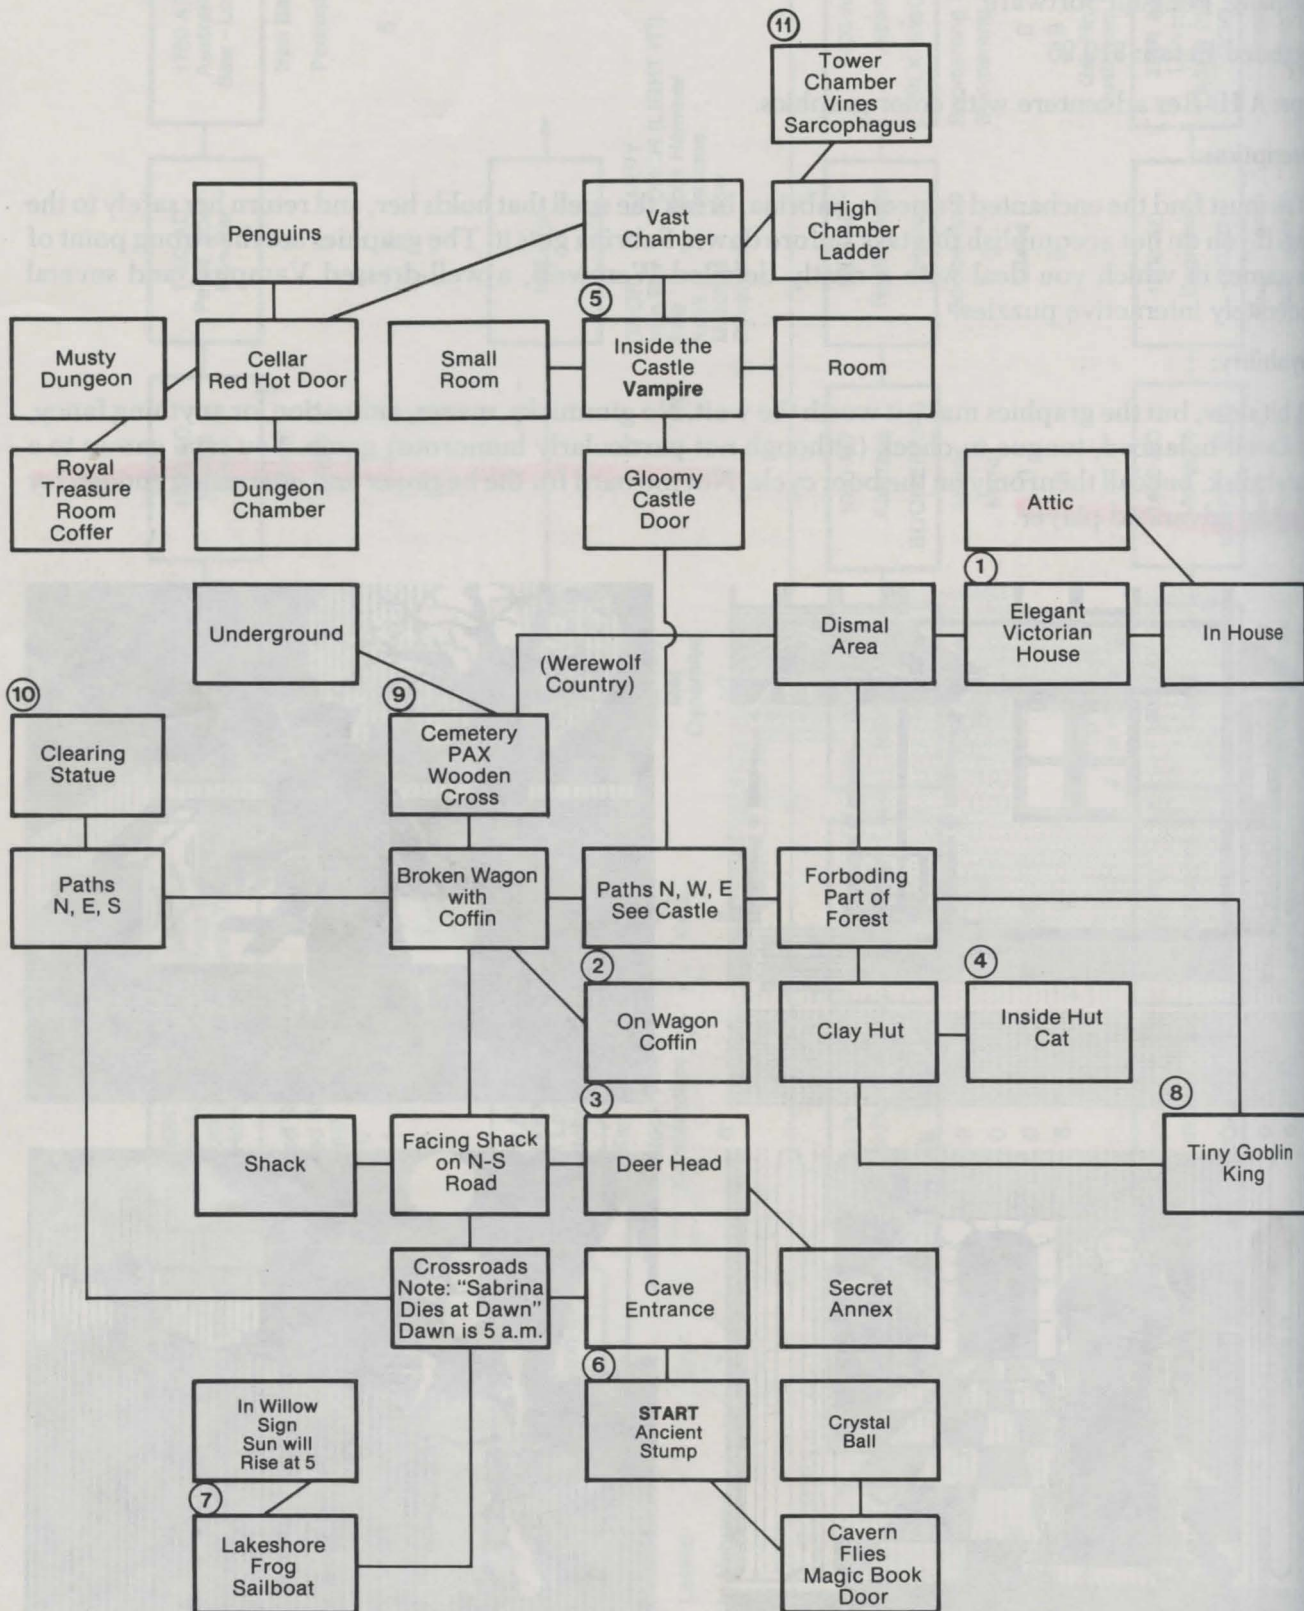 11
Tower
Chamber
Vines
Sarcophagus
Penguins
Vast
Chamber
High
Chamber
Ladder
5
Musty
Dungeon
Cellar
Red Hot Door
Small
Room
Inside the
Castle
Vampire
Room
Royal
Treasure
Room
Coffer
Dungeon
Chamber
Gloomy
Castle
Door
Attic
1
Underground
(Werewolf
Country)
Dismal
Area
Elegant
Victorian
House
In House
10
9
Clearing
Statue
Cemetery
PAX
Wooden
Cross
Paths
N, E, S
Broken Wagon
with
Coffin
Paths N, W, E
See Castle
Forboding
Part of
Forest
2
4
On Wagon
Coffin
Clay Hut
Inside Hut
Cat
3
8
Shack
Facing Shack
on N-S
Road
Deer Head
Tiny Goblin
King
Crossroads
Note: “Sabrina
Dies at Dawn”
Dawn is 5 a.m.
Cave
Entrance
Secret
Annex
6
In Willow
Sign
Sun will
Rise at 5
START
Ancient
Stump
Crystal
Ball
7
Lakeshore
Frog
Sailboat
Cavern
Flies
Magic Book
Door